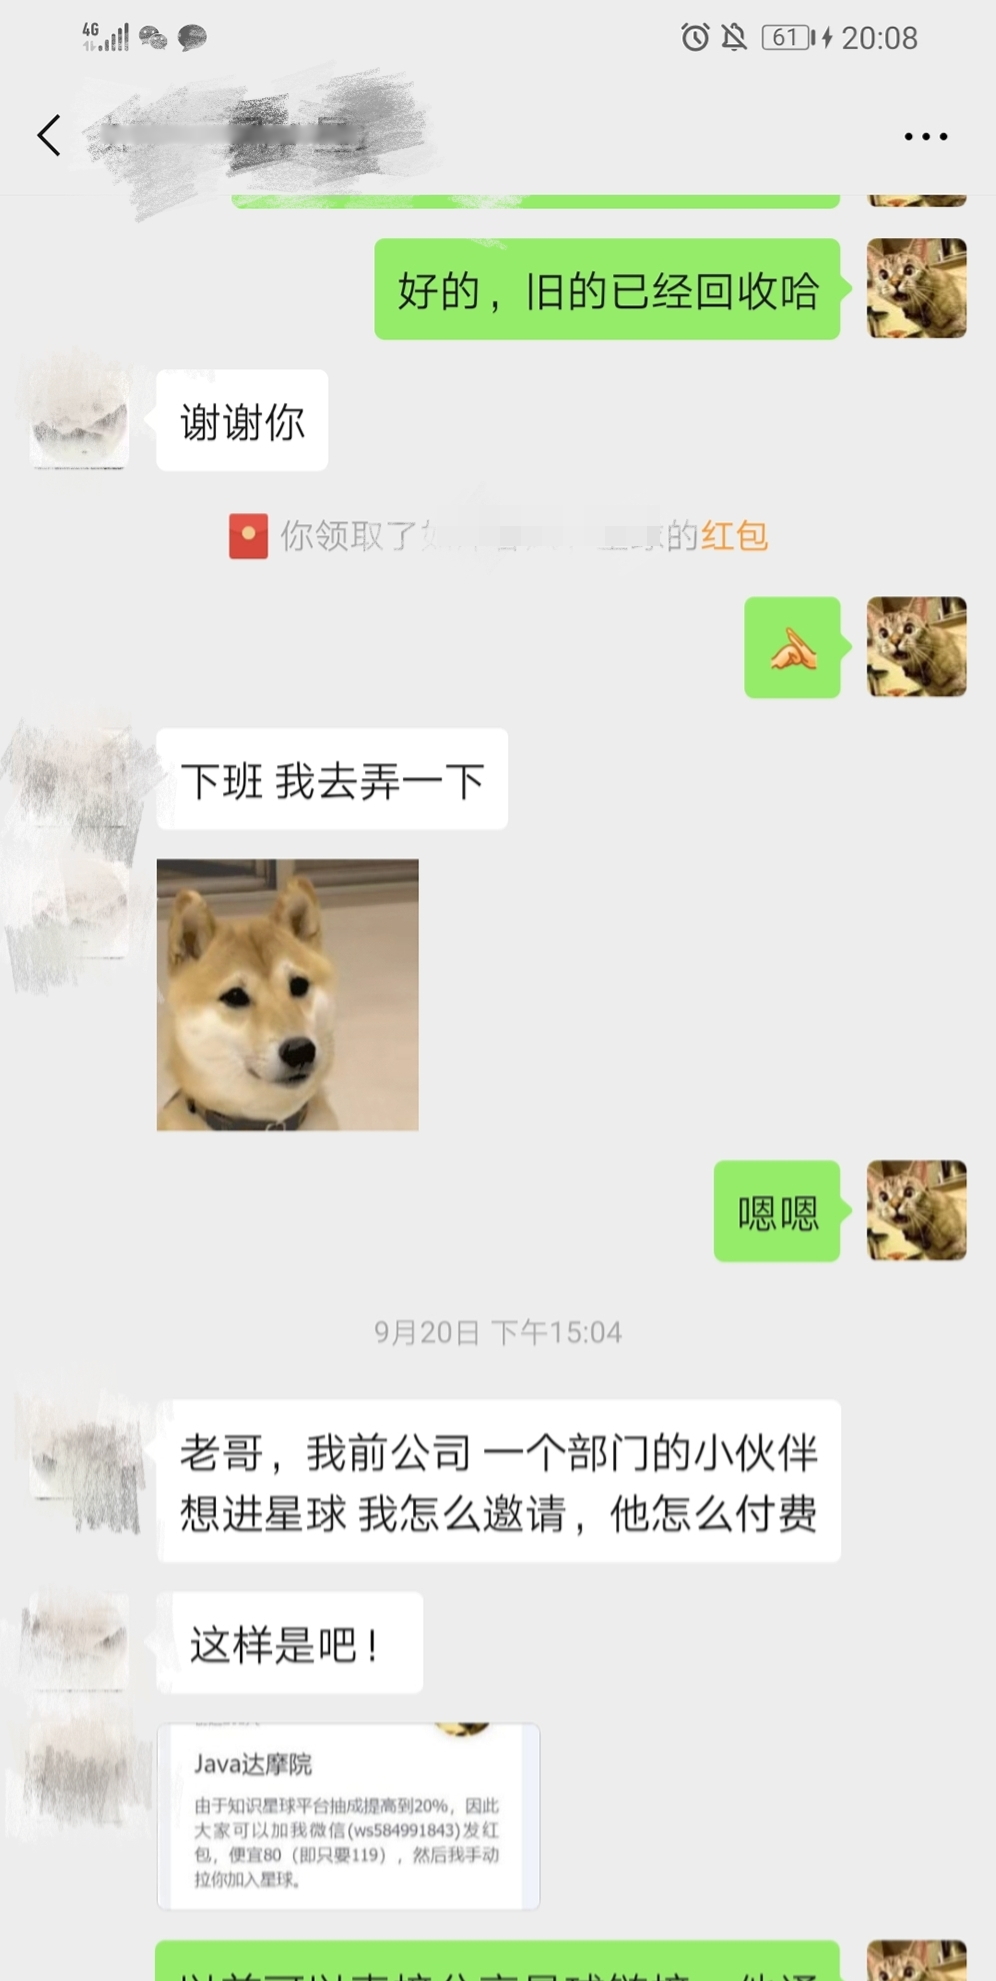 4G
61
20:08
好的，旧的已经回收哈
谢谢你
你领取了
的红包
下班 我去弄一下
嗯嗯
9月20日 下午15:04
老哥，我前公司 一个部门的小伙伴
想进星球 我怎么邀请，他怎么付费
这样是吧！
Java达摩院
由于知识星球平台抽成提高到20%，因此
大家可以加我微信(ws584991843)发红
包，便宜80（即只要119），然后我手动
拉你加入星球。